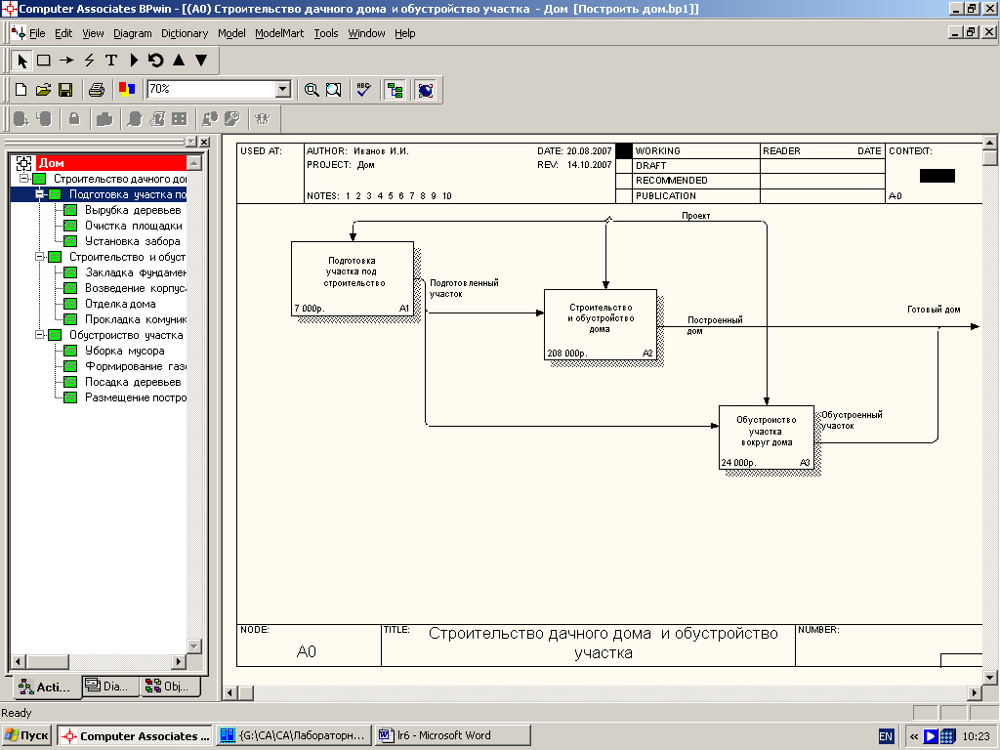 Computer Associates BPwin - [(A0) Строительство дачного дома и обустройство участка - Дом [Построить дом.bp1]]
File Edit View Diagram Dictionary Model ModelMart Tools Window Help
70%
ABC
Дом
Строительство дачного дом
Подготовка участка по
Вырубка деревьев
Очистка площадки
Установка забора
Строительство и обуст
Закладка фундамен
Возведение корпуса
Отделка дома
Прокладка комуник
Обустроиство участка
Уборка мусора
Формирование газо
Посадка деревьев
Размещение постро
Acti... Dia... Obj...
USED AT:
AUTHOR: Иванов И.И.
DATE: 20.08.2007
PROJECT: Дом
REV: 14.10.2007
NOTES: 1 2 3 4 5 6 7 8 9 10
WORKING
DRAFT
RECOMMENDED
PUBLICATION
READER DATE
CONTEXT:
A-0
Проект
Подготовка
участка под
строительство
7 000р. A1
Подготовленный
участок
Строительство
и обустройство
дома
208 000р. A2
Построенный
дом
Готовый дом
Обустроиство
участка
вокруг дома
24 000р. A3
Обустроенный
участок
NODE:
A0
TITLE:
Строительство дачного дома и обустройство
участка
NUMBER:
Ready
Пуск
Computer Associates ...
{G:\CA\CA\Лабораторн...
lr6 - Microsoft Word
EN
«
10:23